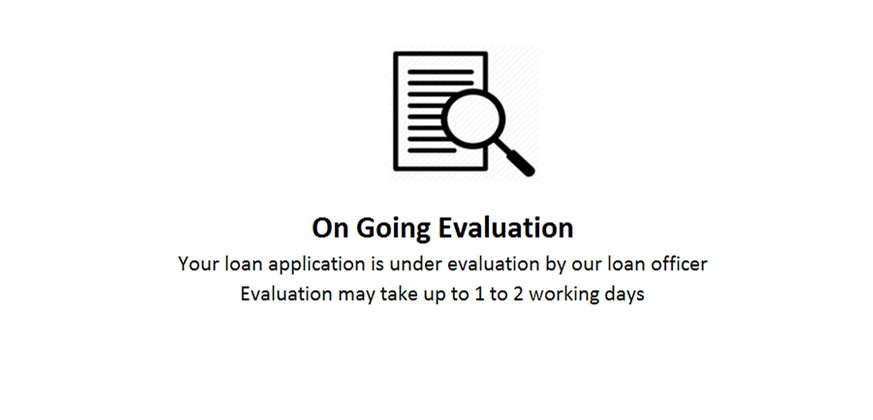 On Going Evaluation
Your loan application is under evaluation by our loan officer
Evaluation may take up to 1 to 2 working days